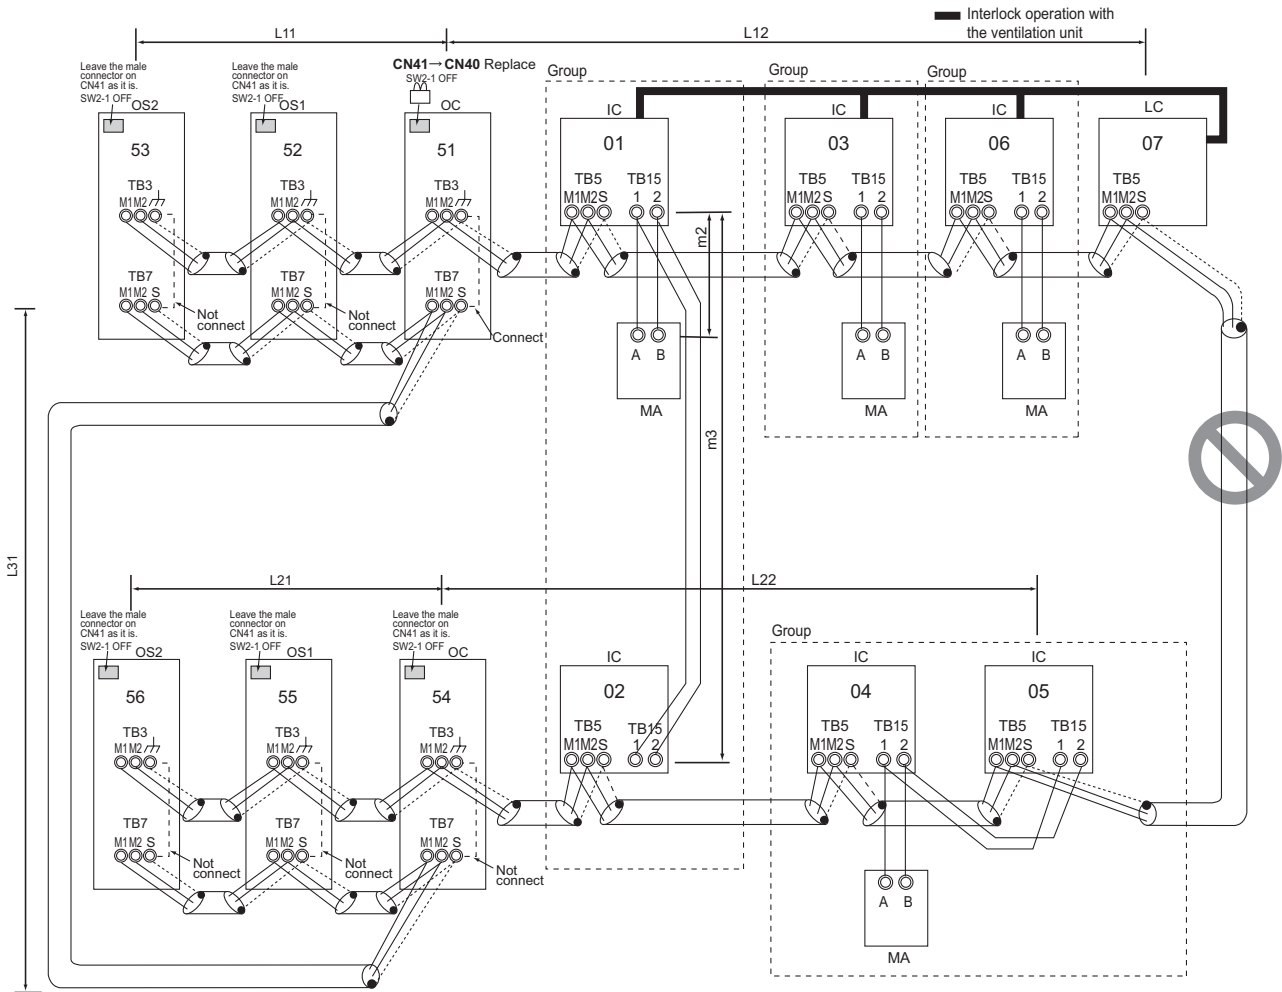 Interlock operation with
the ventilation unit
L11
L12
Leave the male
connector on
CN41 as it is.
SW2-1 OFF
OS2
Leave the male
connector on
CN41 as it is.
SW2-1 OFF
OS1
CN41→CN40 Replace
SW2-1 OFF
OC
Group
Group
Group
IC
IC
IC
LC
53
52
51
01
03
06
07
TB3
M1M2
TB3
M1M2
TB3
M1M2
TB5
M1M2S
TB15
1 2
TB5
M1M2S
TB15
1 2
TB5
M1M2S
TB15
1 2
TB5
M1M2S
m2
TB7
M1M2 S
TB7
M1M2 S
TB7
M1M2 S
Not
connect
Not
connect
Connect
A B
MA
A B
MA
A B
MA
m3
L31
L21
L22
Leave the male
connector on
CN41 as it is.
SW2-1 OFF
OS2
Leave the male
connector on
CN41 as it is.
SW2-1 OFF
OS1
Leave the male
connector on
CN41 as it is.
SW2-1 OFF
OC
Group
IC
IC
IC
56
55
54
02
04
05
TB3
M1M2
TB3
M1M2
TB3
M1M2
TB5
M1M2S
TB15
1 2
TB5
M1M2S
TB15
1 2
TB5
M1M2S
TB15
1 2
TB7
M1M2 S
TB7
M1M2 S
TB7
M1M2 S
Not
connect
Not
connect
Not
connect
A B
MA